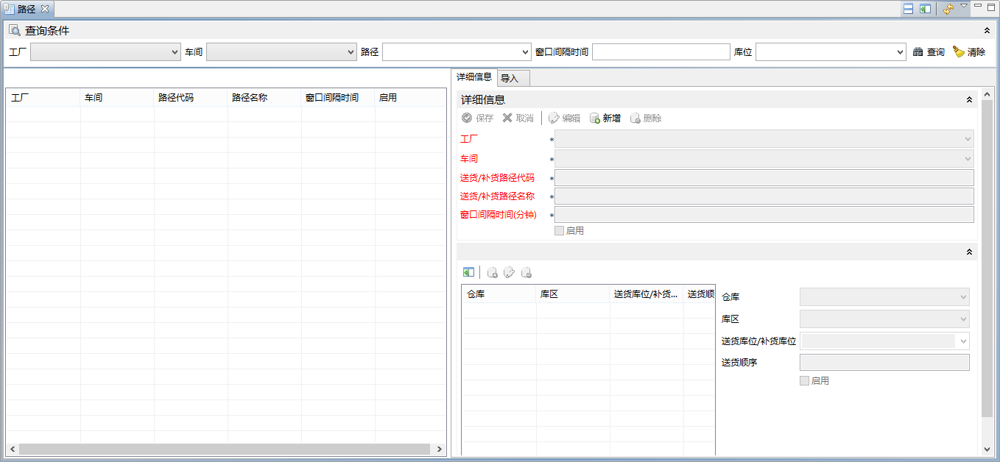 路径
查询条件
工厂 车间 路径 窗口间隔时间 库位 查询 清除
详细信息 导入
工厂 车间 路径代码 路径名称 窗口间隔时间 启用
详细信息
保存 取消 编辑 新增 删除
工厂 *
车间 *
送货/补货路径代码 *
送货/补货路径名称 *
窗口间隔时间(分钟) *
启用
仓库 库区 送货库位/补货... 送货顺
仓库
库区
送货库位/补货库位
送货顺序
启用